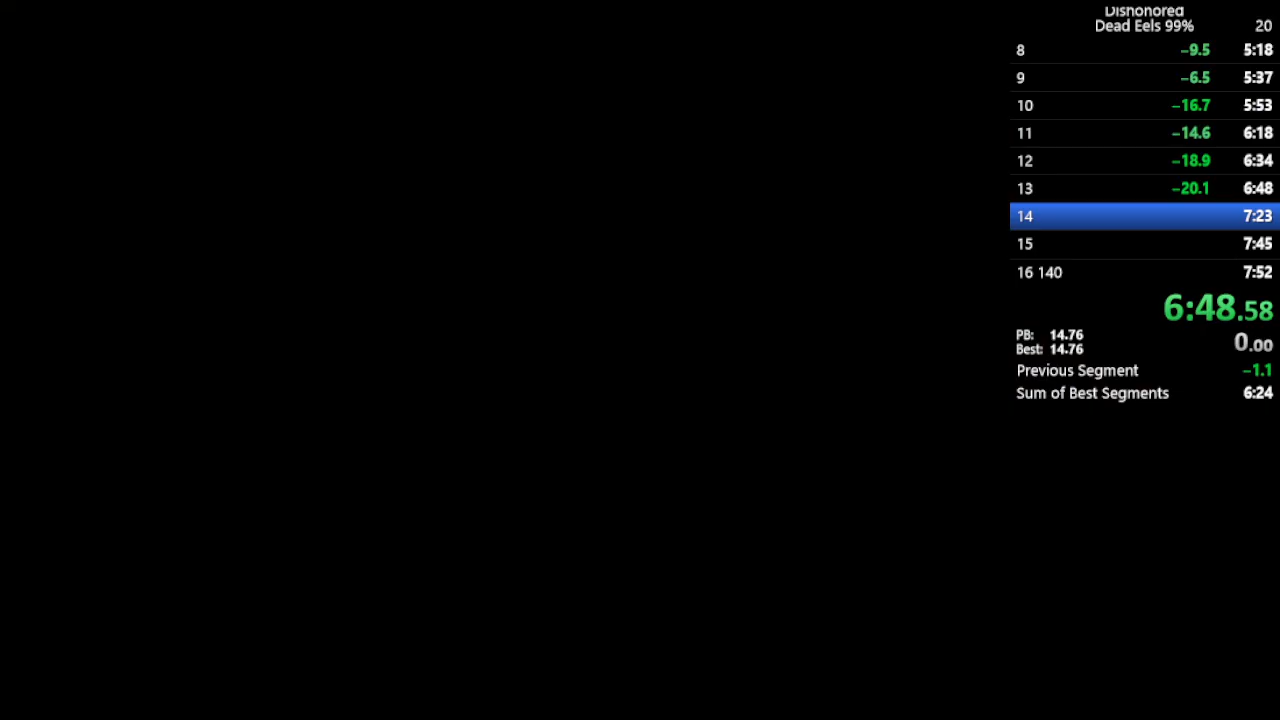 Dishonored
Dead Eels 99% 20
8 -9.5 5:18
9 -6.5 5:37
10 -16.7 5:53
11 -14.6 6:18
12 -18.9 6:34
13 -20.1 6:48
14 7:23
15 7:45
16 140 7:52
6:48.58
PB: 14.76
Best: 14.76
0.00
Previous Segment -1.1
Sum of Best Segments 6:24